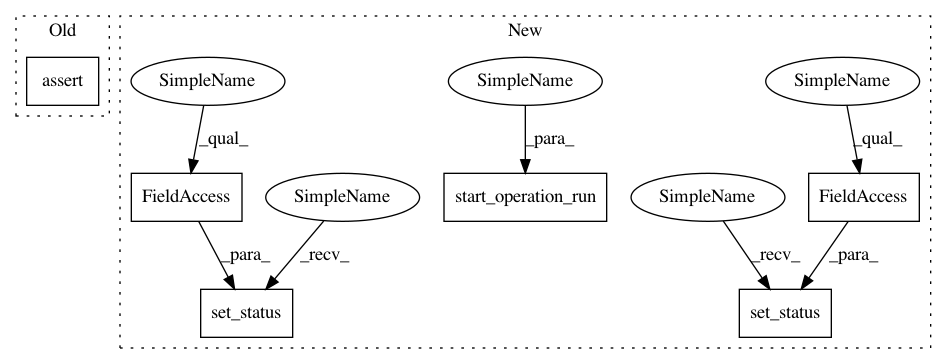 Old
New
assert
SimpleName
SimpleName
SimpleName
_qual_
_para_
_qual_
FieldAccess
SimpleName
start_operation_run
SimpleName
FieldAccess
_para_
_recv_
_recv_
_para_
set_status
set_status